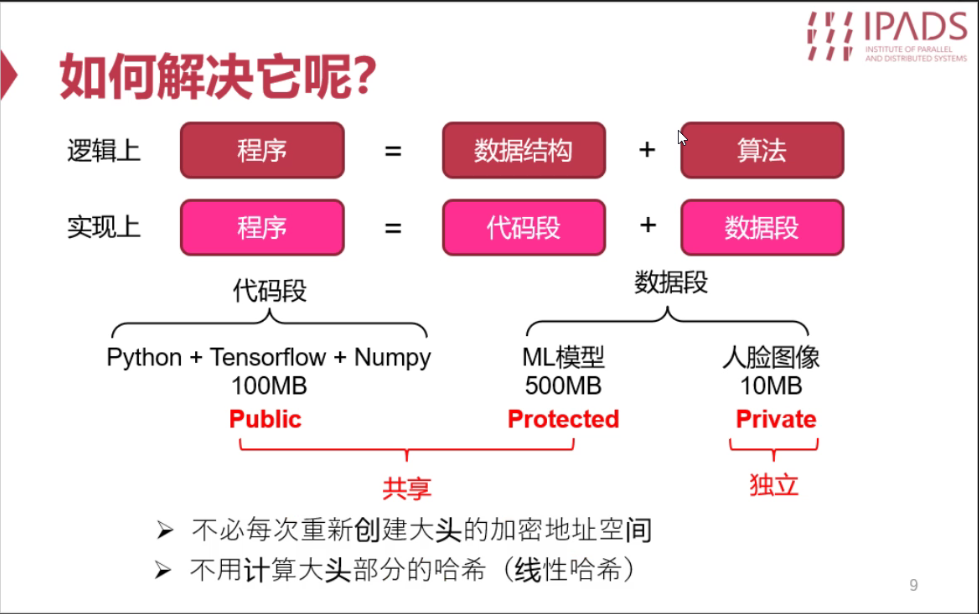 IPADS
INSTITUTE OF PARALLEL
AND DISTRIBUTED SYSTEMS
如何解决它呢?
逻辑上 程序 = 数据结构 + 算法
实现上 程序 = 代码段 + 数据段
代码段 数据段
Python + Tensorflow + Numpy ML模型 人脸图像
100MB 500MB 10MB
Public Protected Private
共享 独立
➢ 不必每次重新创建大头的加密地址空间
➢ 不用计算大头部分的哈希（线性哈希）
9